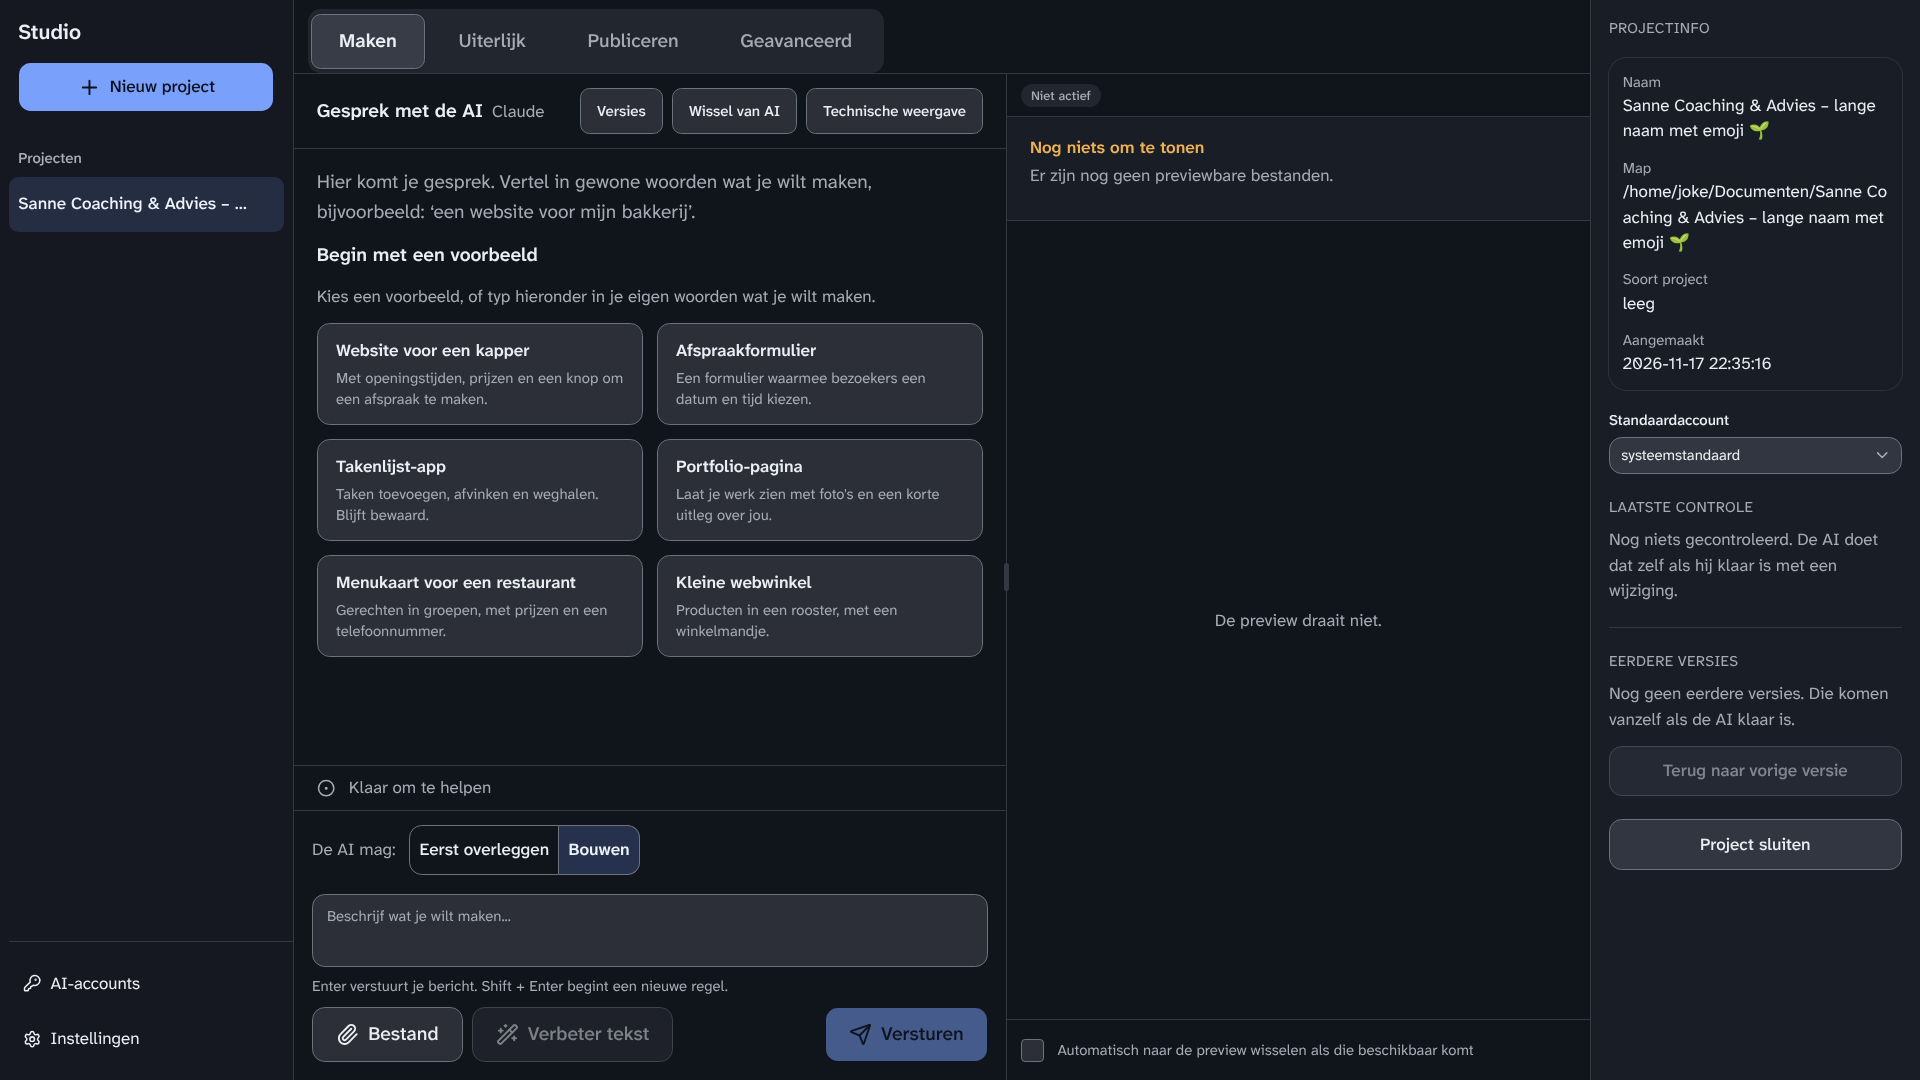 Studio
Nieuw project
Projecten
Sanne Coaching & Advies – ...
AI-accounts
Instellingen
Maken
Uiterlijk
Publiceren
Geavanceerd
Gesprek met de AI Claude
Versies
Wissel van AI
Technische weergave
Hier komt je gesprek. Vertel in gewone woorden wat je wilt maken,
bijvoorbeeld: ‘een website voor mijn bakkerij’.
Begin met een voorbeeld
Kies een voorbeeld, of typ hieronder in je eigen woorden wat je wilt maken.
Website voor een kapper
Met openingstijden, prijzen en een knop om
een afspraak te maken.
Afspraakformulier
Een formulier waarmee bezoekers een
datum en tijd kiezen.
Takenlijst-app
Taken toevoegen, afvinken en weghalen.
Blijft bewaard.
Portfolio-pagina
Laat je werk zien met foto's en een korte
uitleg over jou.
Menukaart voor een restaurant
Gerechten in groepen, met prijzen en een
telefoonnummer.
Kleine webwinkel
Producten in een rooster, met een
winkelmandje.
Klaar om te helpen
De AI mag:
Eerst overleggen
Bouwen
Beschrijf wat je wilt maken...
Enter verstuurt je bericht. Shift + Enter begint een nieuwe regel.
Bestand
Verbeter tekst
Versturen
Niet actief
Nog niets om te tonen
Er zijn nog geen previewbare bestanden.
De preview draait niet.
Automatisch naar de preview wisselen als die beschikbaar komt
PROJECTINFO
Naam
Sanne Coaching & Advies – lange
naam met emoji 🌱
Map
/home/joke/Documenten/Sanne Co
aching & Advies – lange naam met
emoji 🌱
Soort project
leeg
Aangemaakt
2026-11-17 22:35:16
Standaardaccount
systeemstandaard
LAATSTE CONTROLE
Nog niets gecontroleerd. De AI doet
dat zelf als hij klaar is met een
wijziging.
EERDERE VERSIES
Nog geen eerdere versies. Die komen
vanzelf als de AI klaar is.
Terug naar vorige versie
Project sluiten